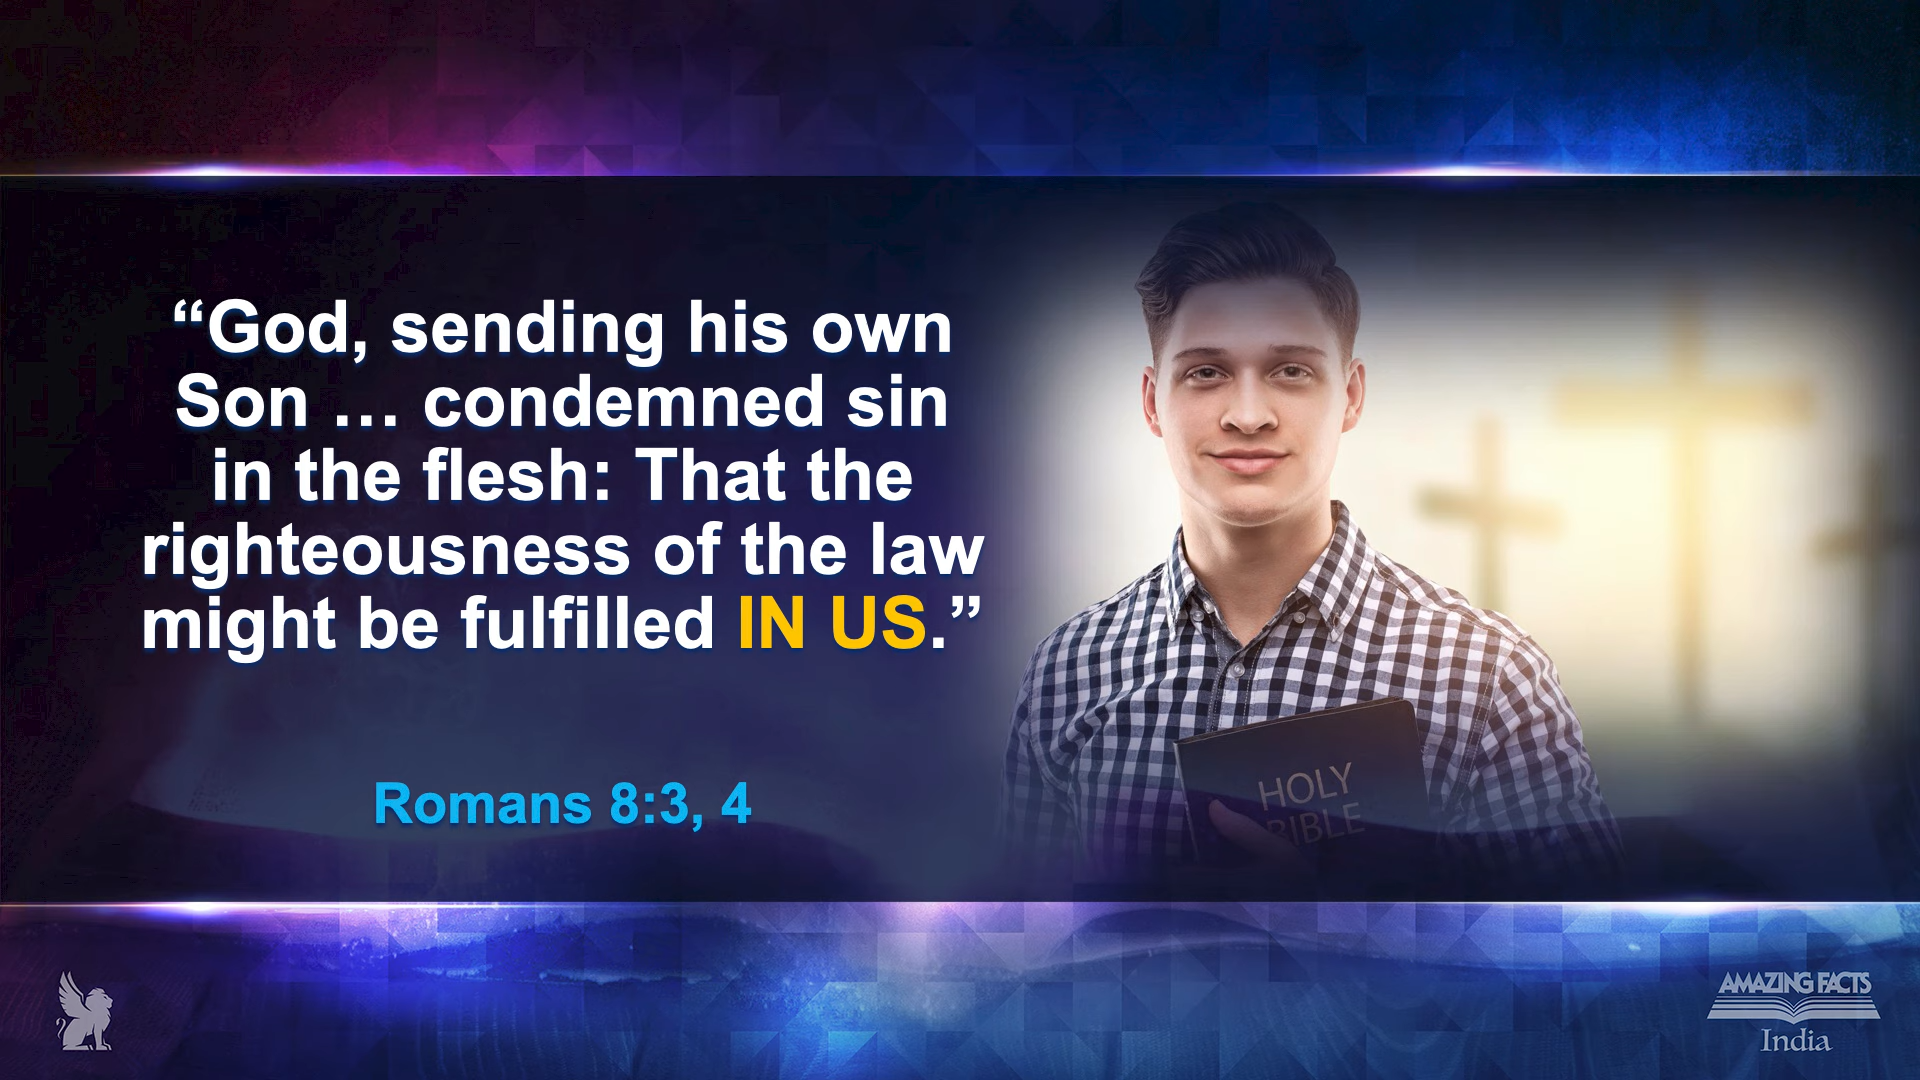 “God, sending his own
Son … condemned sin
in the flesh: That the
righteousness of the law
might be fulfilled IN US.”
Romans 8:3, 4
HOLY
BIBLE
AMAZING FACTS
India